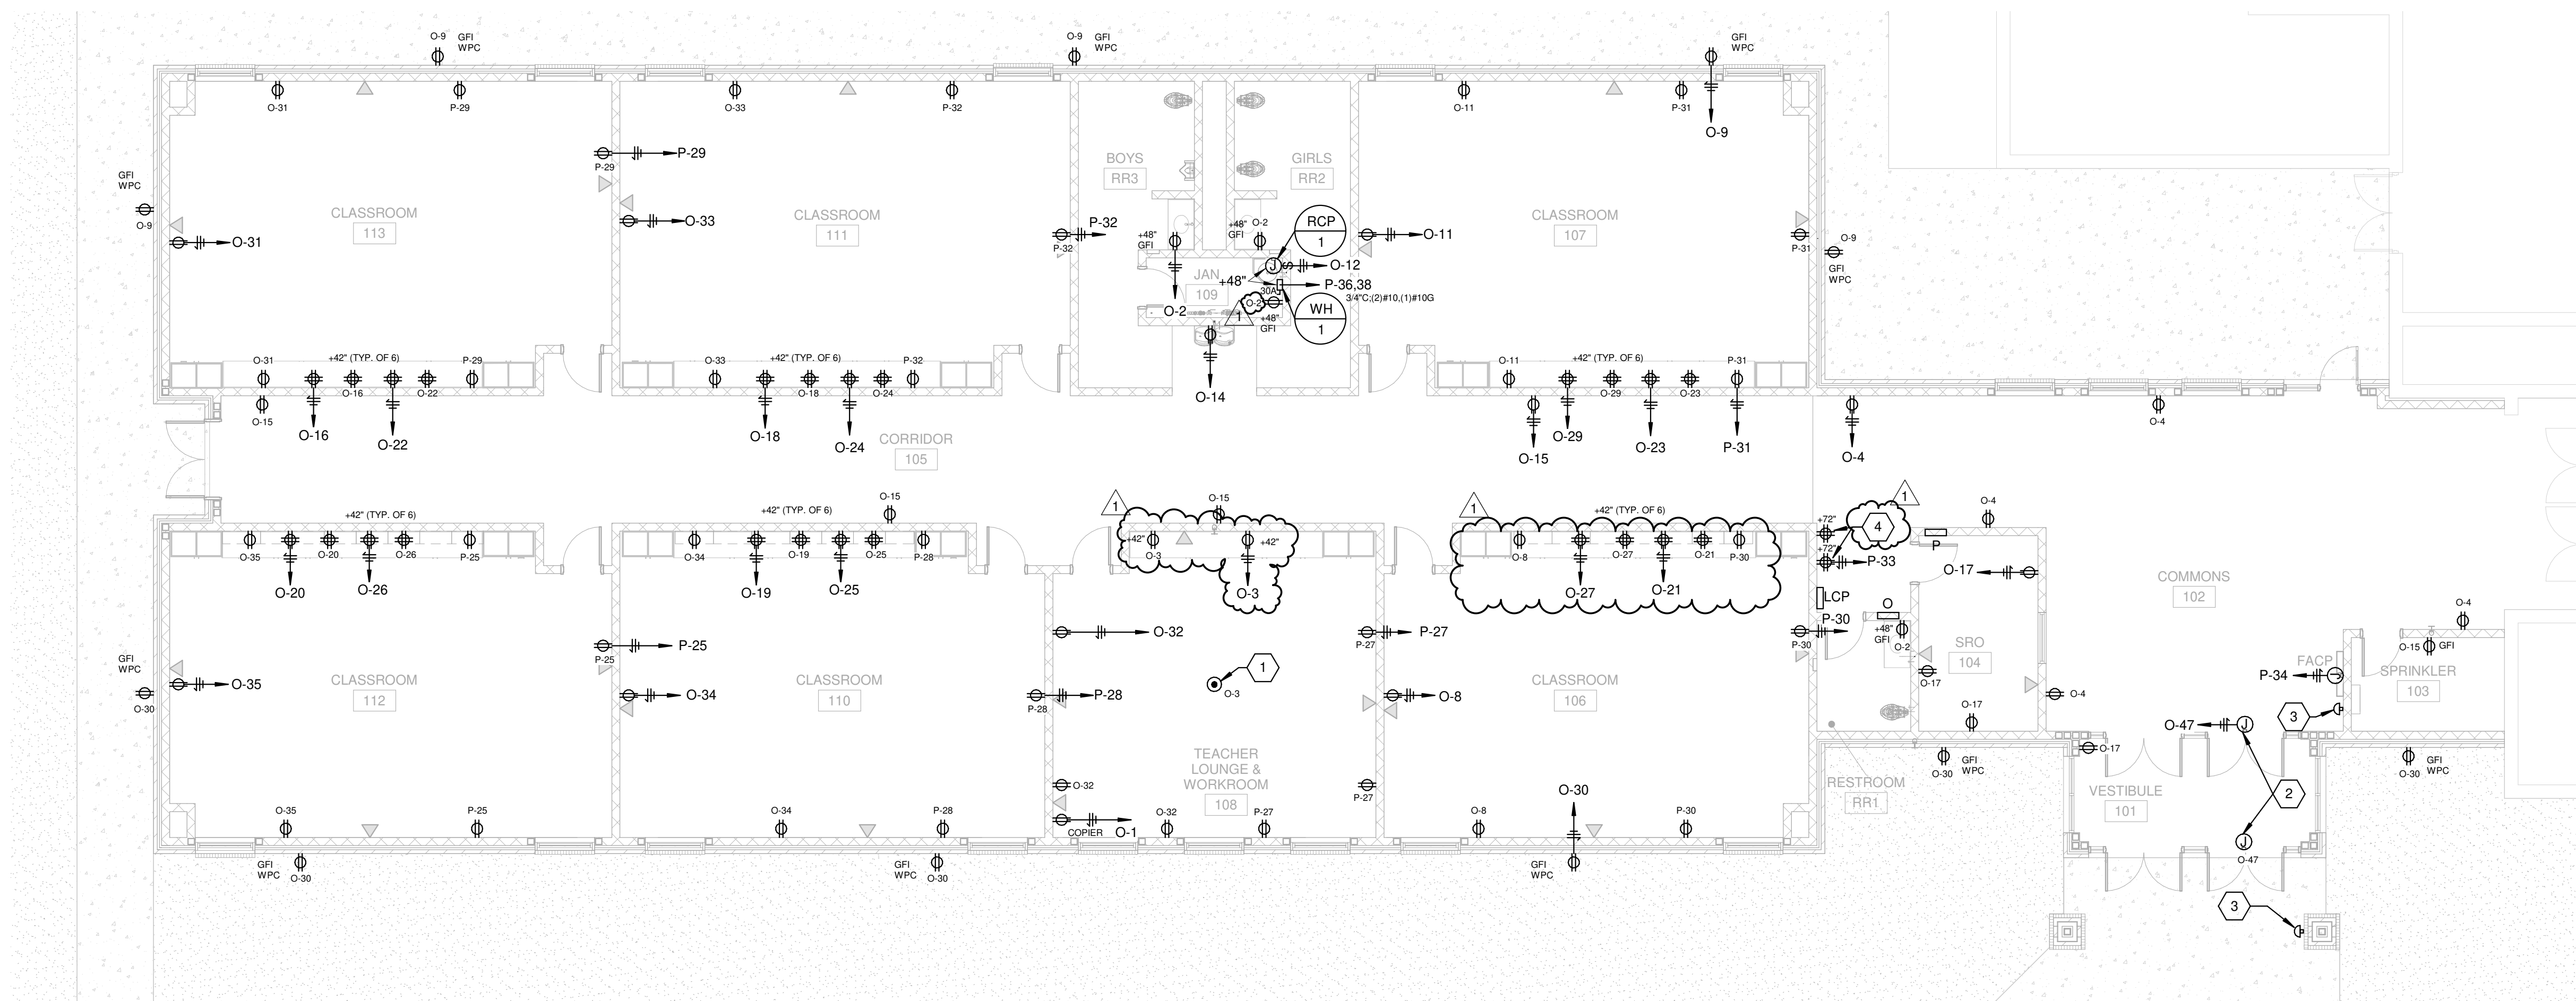 O-9
GFI
WPC
O-9
GFI
WPC
GFI
WPC
O-31
P-29
O-33
P-32
O-11
P-31
O-9
P-29
P-29
BOYS
RR3
GIRLS
RR2
GFI
WPC
O-9
CLASSROOM
113
O-31
O-33
CLASSROOM
111
P-32
P-32
+48"
GFI
+48"
GFI
O-2
RCP
1
O-11
CLASSROOM
107
P-31
O-9
GFI
WPC
JAN
109
J
S
O-12
+48"
P-36,38
30A
3/4"C;(2)#10,(1)#10G
O-2
O-2
1
+48"
GFI
WH
1
O-14
O-31
+42" (TYP. OF 6)
P-29
O-16
O-22
O-33
+42" (TYP. OF 6)
P-32
O-18
O-24
O-11
+42" (TYP. OF 6)
P-31
O-29
O-23
O-15
O-16
O-22
O-18
O-24
O-15
O-29
O-23
P-31
O-4
O-4
CORRIDOR
105
+42" (TYP. OF 6)
O-35
O-20
O-26
P-25
O-20
O-26
+42" (TYP. OF 6)
O-15
O-34
O-19
O-25
P-28
O-19
O-25
1
O-15
+42"
O-3
+42"
O-3
1
+42" (TYP. OF 6)
O-8
O-27
O-21
P-30
O-27
O-21
+72"
+72"
4
1
P
P-33
O-4
O-17
LCP
P-30
P-30
O
+48"
GFI
O-2
SRO
104
O-17
O-17
O-4
COMMONS
102
O-4
O-15
GFI
FACP
P-34
SPRINKLER
103
3
P-25
P-25
O-32
P-27
P-27
1
O-3
GFI
WPC
O-30
O-35
CLASSROOM
112
O-34
CLASSROOM
110
P-28
P-28
O-8
CLASSROOM
106
TEACHER
LOUNGE &
WORKROOM
108
O-32
P-27
COPIER
O-1
O-32
P-27
O-35
P-25
O-34
P-28
O-8
P-30
O-30
GFI
WPC
O-30
GFI
WPC
O-30
GFI
WPC
RESTROOM
RR1
O-30
GFI
WPC
O-17
O-47
J
2
VESTIBULE
101
J
O-47
O-30
GFI
WPC
3